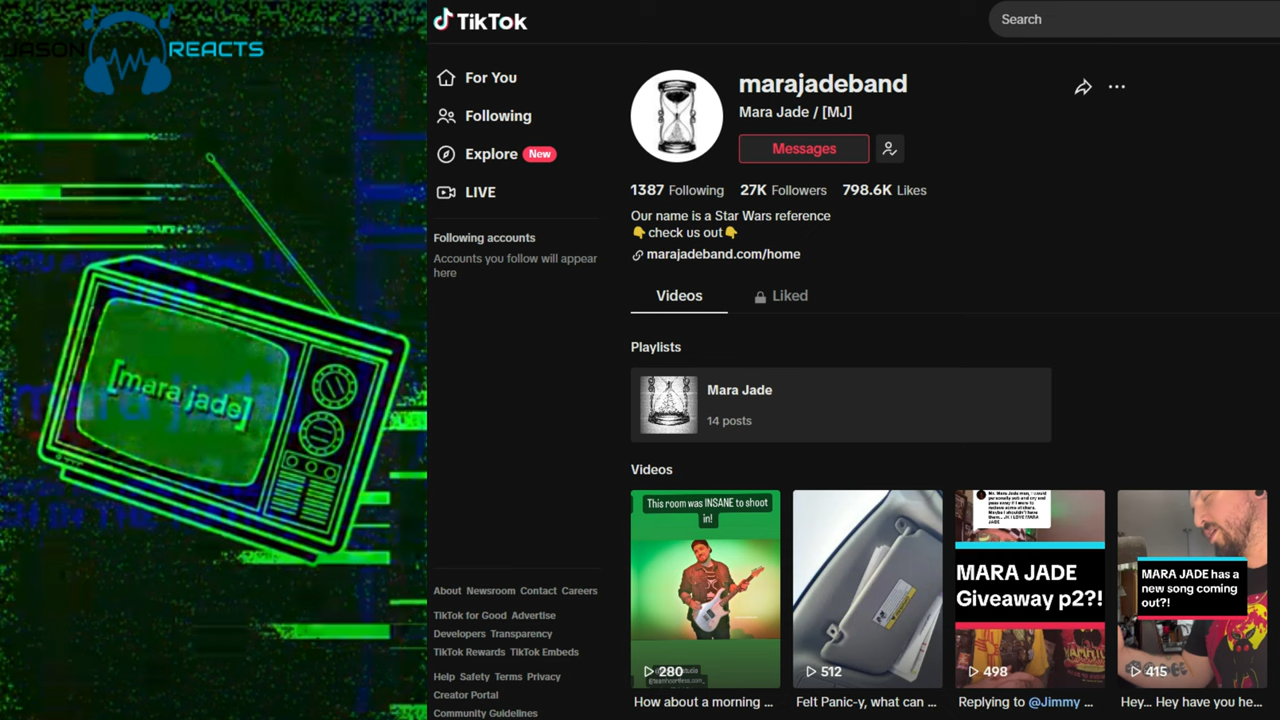 JASON REACTS
[mara jade]
TikTok
Search
For You
Following
Explore New
LIVE
Following accounts
Accounts you follow will appear
here
About Newsroom Contact Careers
TikTok for Good Advertise
Developers Transparency
TikTok Rewards TikTok Embeds
Help Safety Terms Privacy
Creator Portal
Community Guidelines
marajadeband
Mara Jade / [MJ]
Messages
1387 Following 27K Followers 798.6K Likes
Our name is a Star Wars reference
👇check us out👇
marajadeband.com/home
Videos Liked
Playlists
Mara Jade
14 posts
Videos
This room was INSANE to shoot
in!
280
How about a morning ...
512
Felt Panic-y, what can ...
MARA JADE
Giveaway p2?!
498
Replying to @Jimmy ...
MARA JADE has a
new song coming
out?!
415
Hey... Hey have you he...